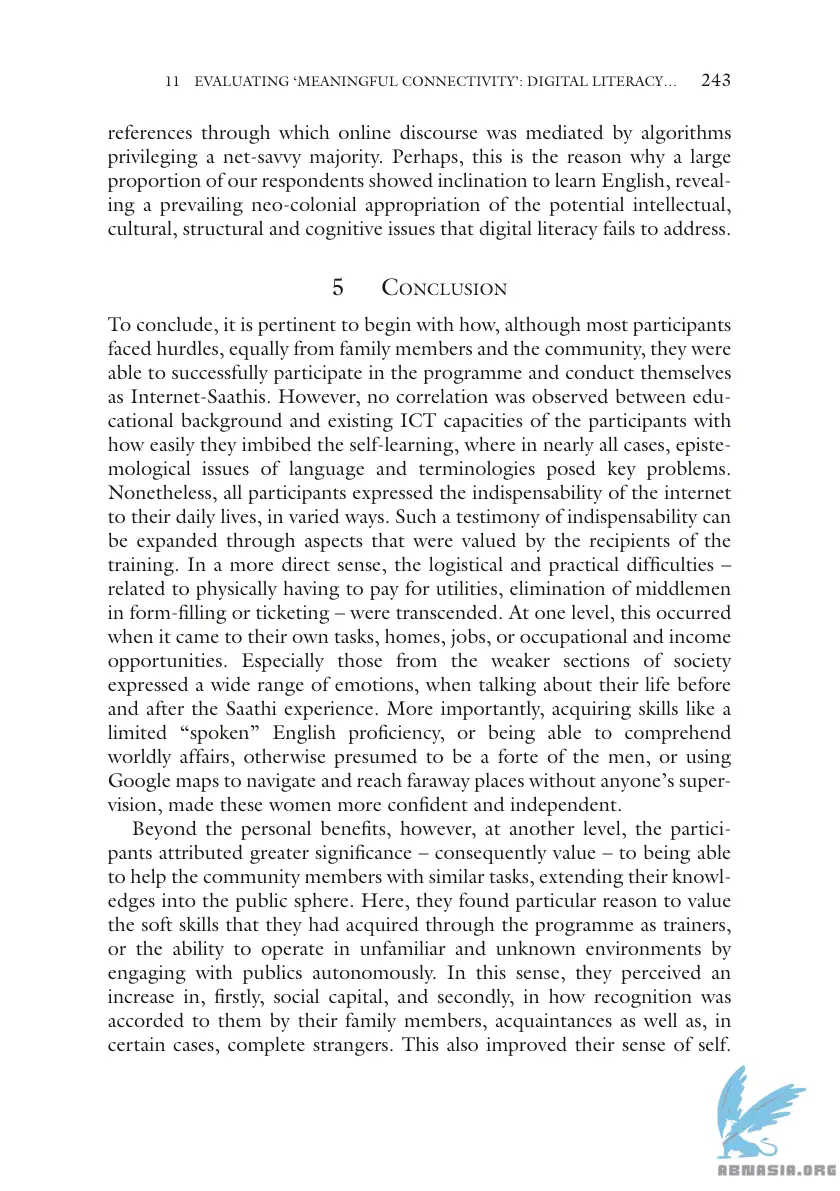 11 EVALUATING ‘MEANINGFUL CONNECTIVITY’: DIGITAL LITERACY… 243
references through which online discourse was mediated by algorithms
privileging a net-savvy majority. Perhaps, this is the reason why a large
proportion of our respondents showed inclination to learn English, reveal-
ing a prevailing neo-colonial appropriation of the potential intellectual,
cultural, structural and cognitive issues that digital literacy fails to address.
5 Conclusion
To conclude, it is pertinent to begin with how, although most participants
faced hurdles, equally from family members and the community, they were
able to successfully participate in the programme and conduct themselves
as Internet-Saathis. However, no correlation was observed between edu-
cational background and existing ICT capacities of the participants with
how easily they imbibed the self-learning, where in nearly all cases, episte-
mological issues of language and terminologies posed key problems.
Nonetheless, all participants expressed the indispensability of the internet
to their daily lives, in varied ways. Such a testimony of indispensability can
be expanded through aspects that were valued by the recipients of the
training. In a more direct sense, the logistical and practical difficulties –
related to physically having to pay for utilities, elimination of middlemen
in form-filling or ticketing – were transcended. At one level, this occurred
when it came to their own tasks, homes, jobs, or occupational and income
opportunities. Especially those from the weaker sections of society
expressed a wide range of emotions, when talking about their life before
and after the Saathi experience. More importantly, acquiring skills like a
limited “spoken” English proficiency, or being able to comprehend
worldly affairs, otherwise presumed to be a forte of the men, or using
Google maps to navigate and reach faraway places without anyone’s super-
vision, made these women more confident and independent.
Beyond the personal benefits, however, at another level, the partici-
pants attributed greater significance – consequently value – to being able
to help the community members with similar tasks, extending their knowl-
edges into the public sphere. Here, they found particular reason to value
the soft skills that they had acquired through the programme as trainers,
or the ability to operate in unfamiliar and unknown environments by
engaging with publics autonomously. In this sense, they perceived an
increase in, firstly, social capital, and secondly, in how recognition was
accorded to them by their family members, acquaintances as well as, in
certain cases, complete strangers. This also improved their sense of self.
ABNASIA.ORG